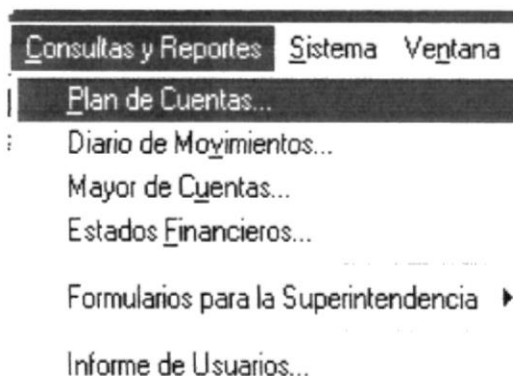 Consultas y Reportes Sistema Ventana
Plan de Cuentas...
Diario de Movimientos...
Mayor de Cuentas...
Estados Financieros...
Formularios para la Superintendencia
Informe de Usuarios...